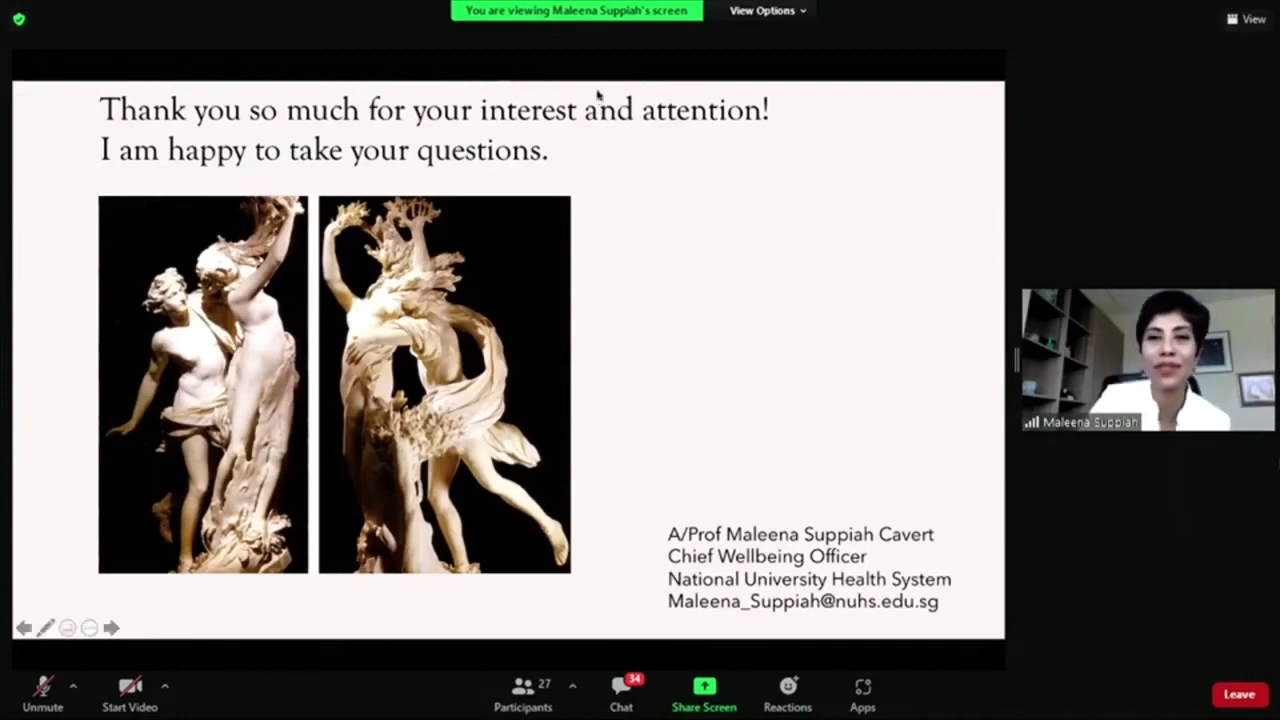 You are viewing Maleena Suppiah's screen
View Options
View
Thank you so much for your interest and attention!
I am happy to take your questions.
Maleena Suppiah
A/Prof Maleena Suppiah Cavert
Chief Wellbeing Officer
National University Health System
Maleena_Suppiah@nuhs.edu.sg
27
34
Unmute
Start Video
Participants
Chat
Share Screen
Reactions
Apps
Leave